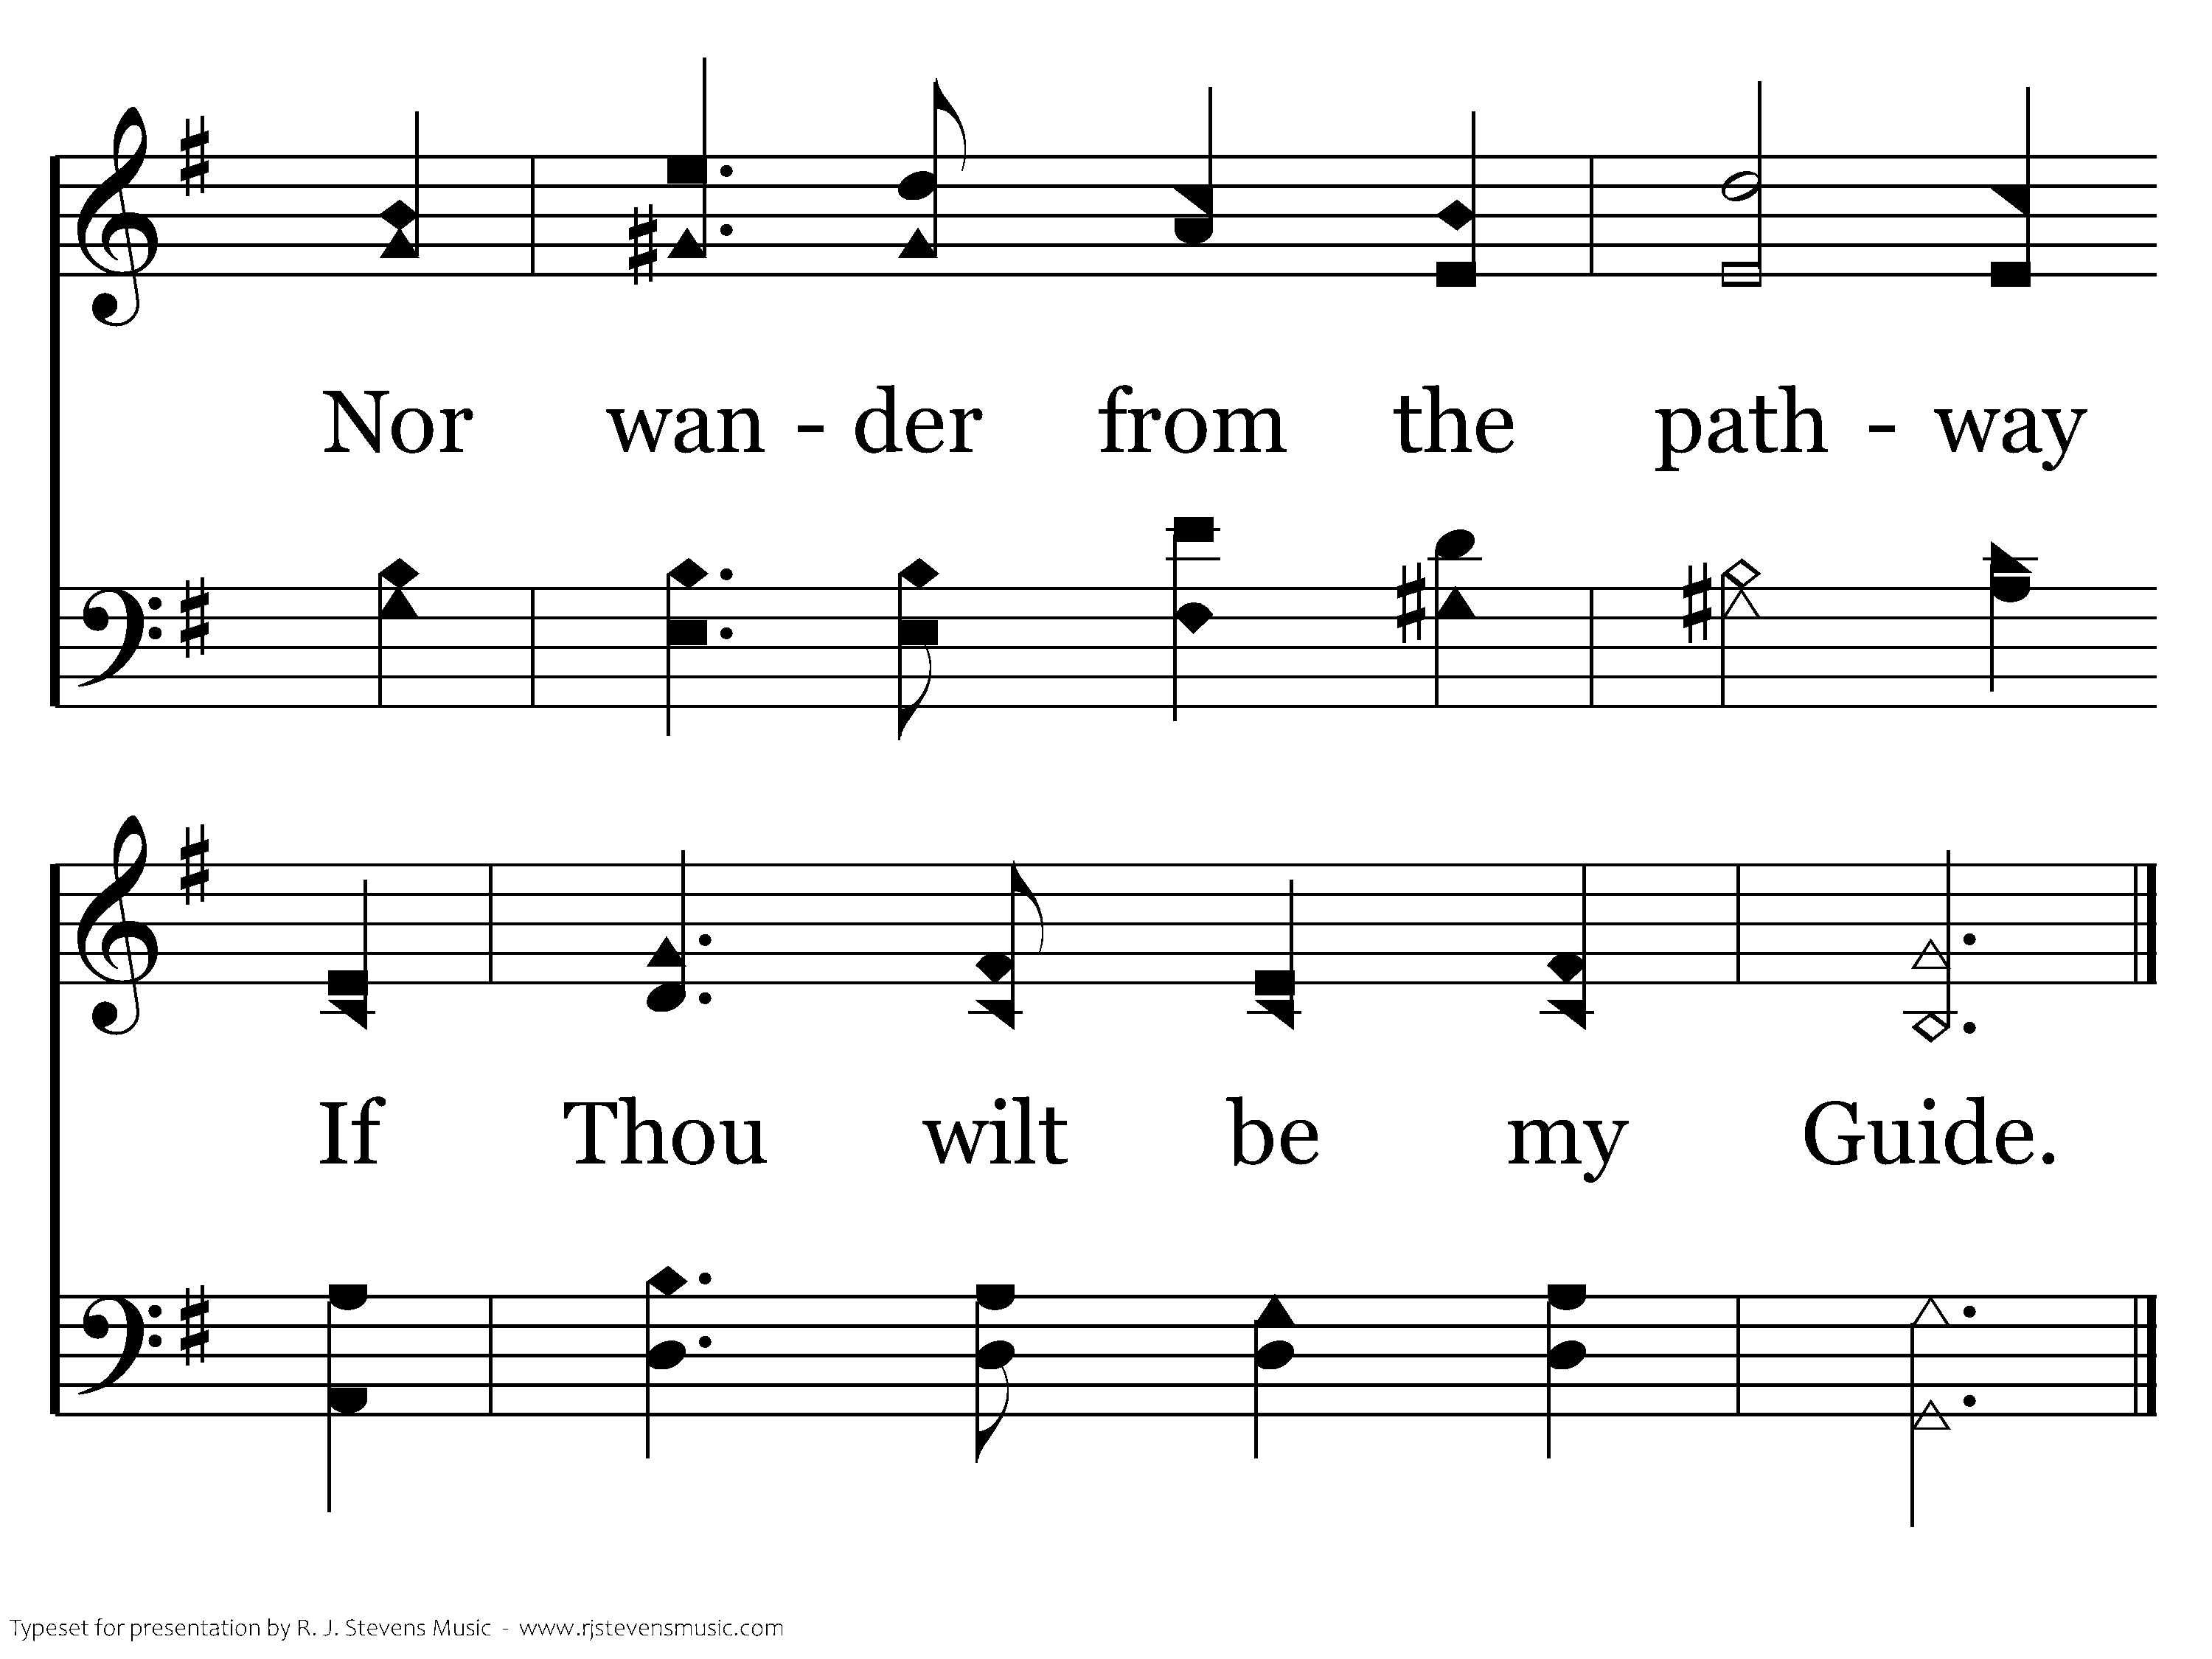 Nor wan - der from the path - way
If Thou wilt be my Guide.
Typeset for presentation by R. J. Stevens Music - www.rjstevensmusic.com